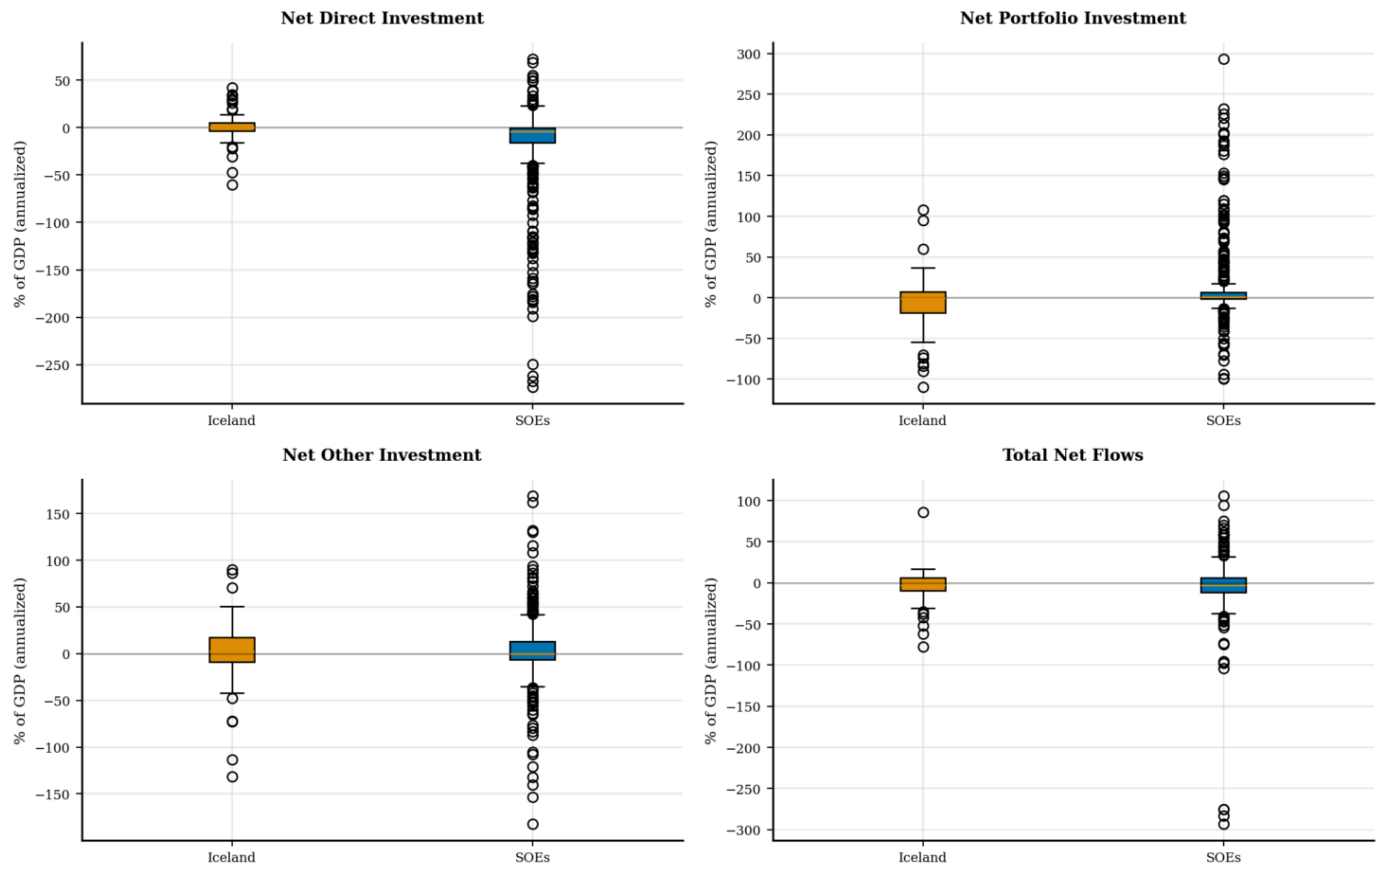 Net Direct Investment
% of GDP (annualized)
50
0
−50
−100
−150
−200
−250
Iceland SOEs
Net Portfolio Investment
% of GDP (annualized)
300
250
200
150
100
50
0
−50
−100
Iceland SOEs
Net Other Investment
% of GDP (annualized)
150
100
50
0
−50
−100
−150
Iceland SOEs
Total Net Flows
% of GDP (annualized)
100
50
0
−50
−100
−150
−200
−250
−300
Iceland SOEs